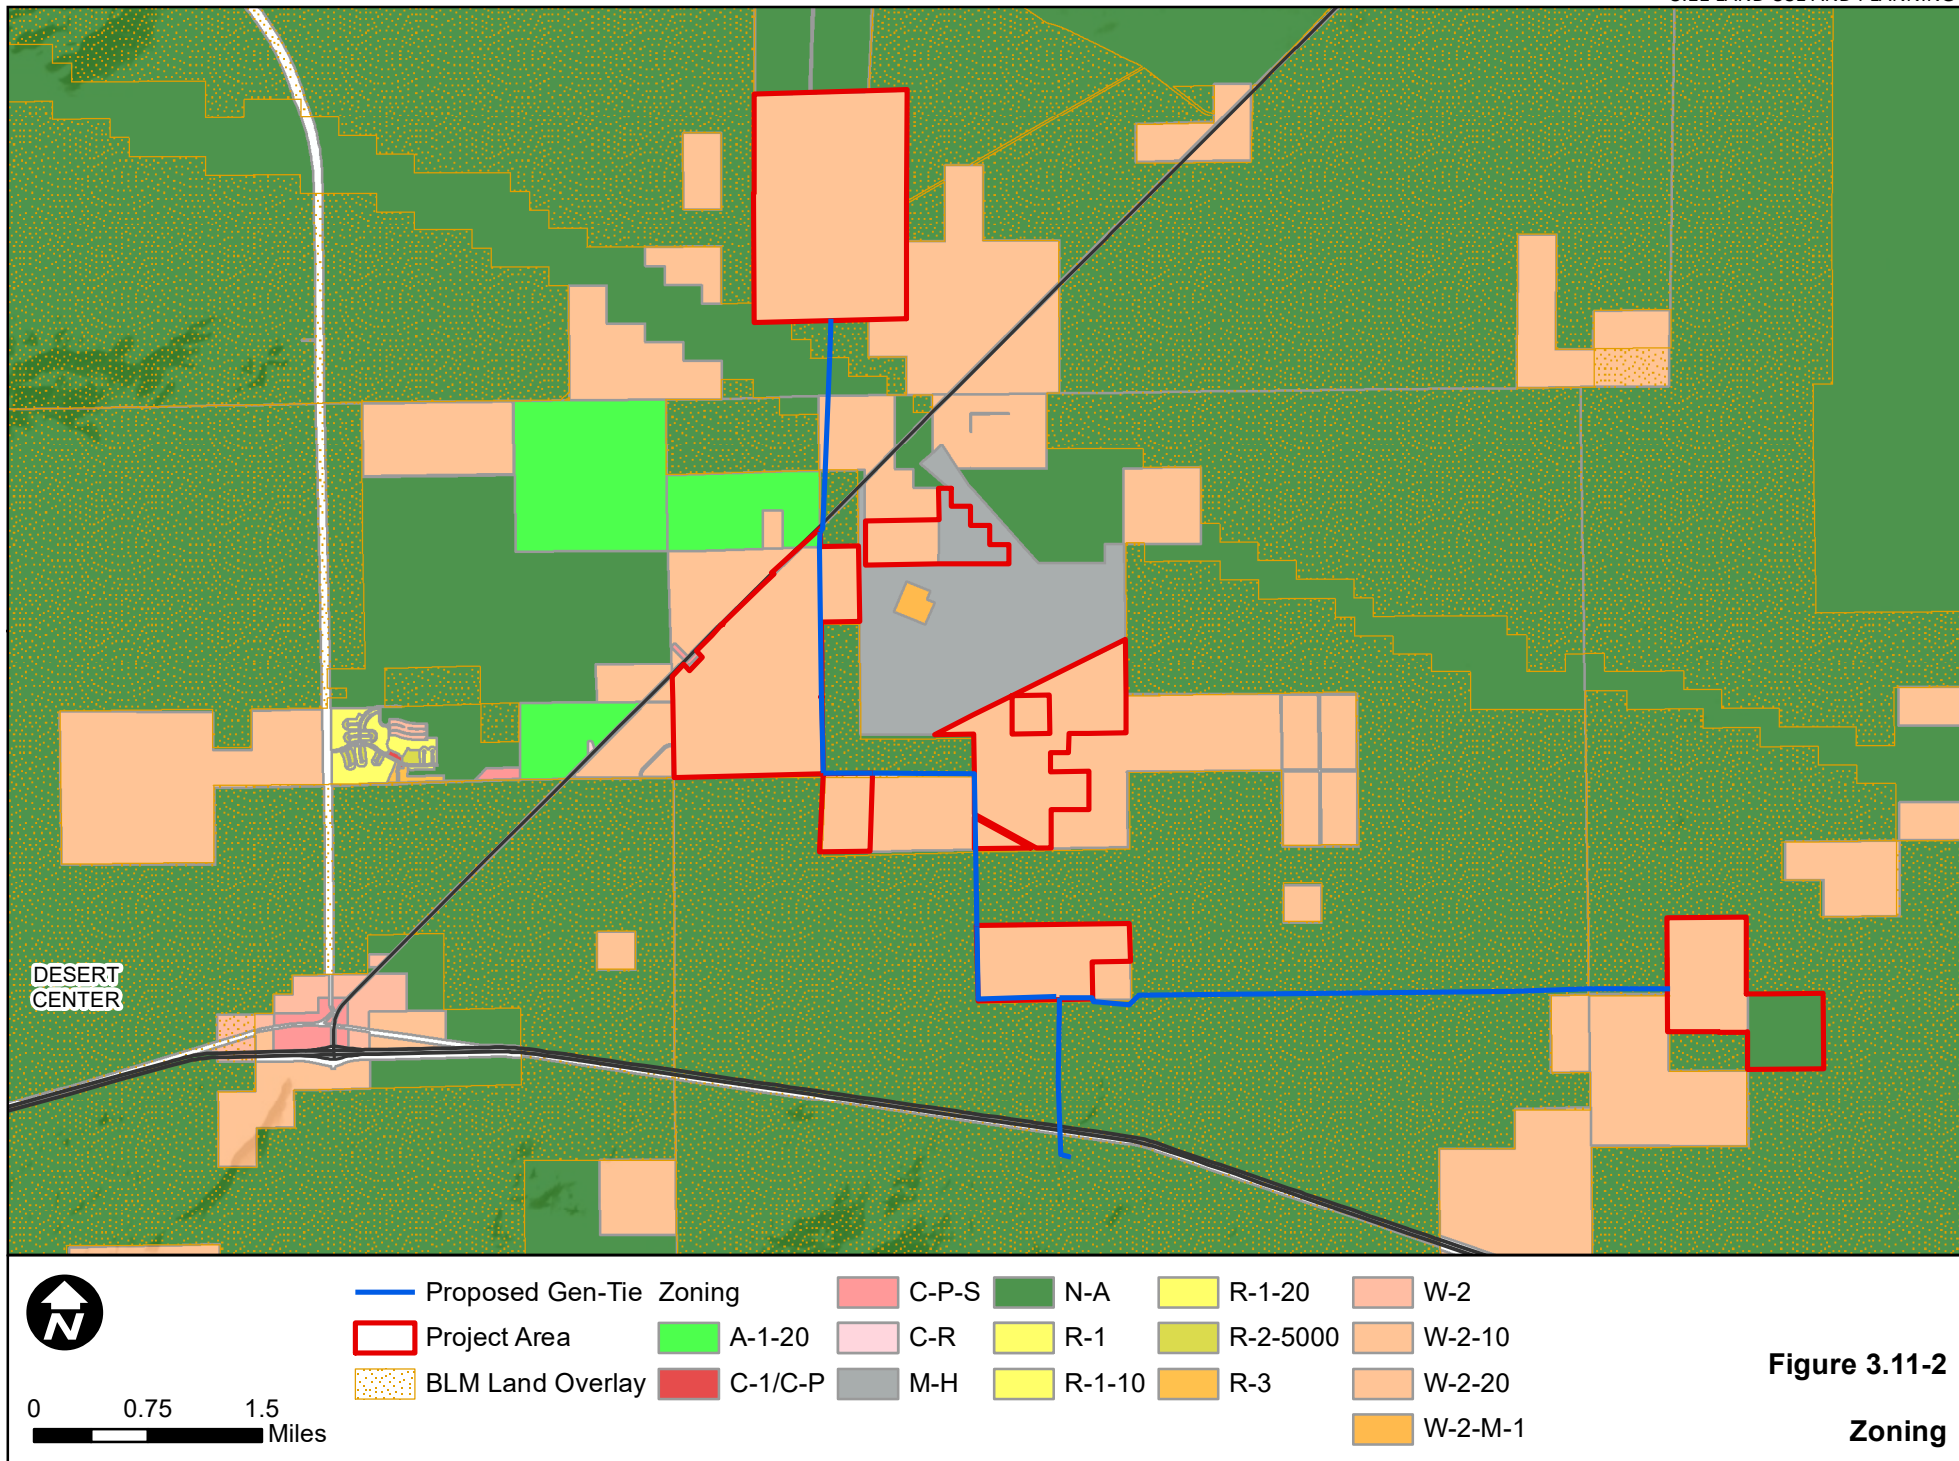 DESERT
CENTER
N
0 0.75 1.5
Miles
Proposed Gen-Tie
Project Area
BLM Land Overlay
Zoning
A-1-20
C-1/C-P
C-P-S
C-R
M-H
N-A
R-1
R-1-10
R-1-20
R-2-5000
R-3
W-2
W-2-10
W-2-20
W-2-M-1
Figure 3.11-2
Zoning